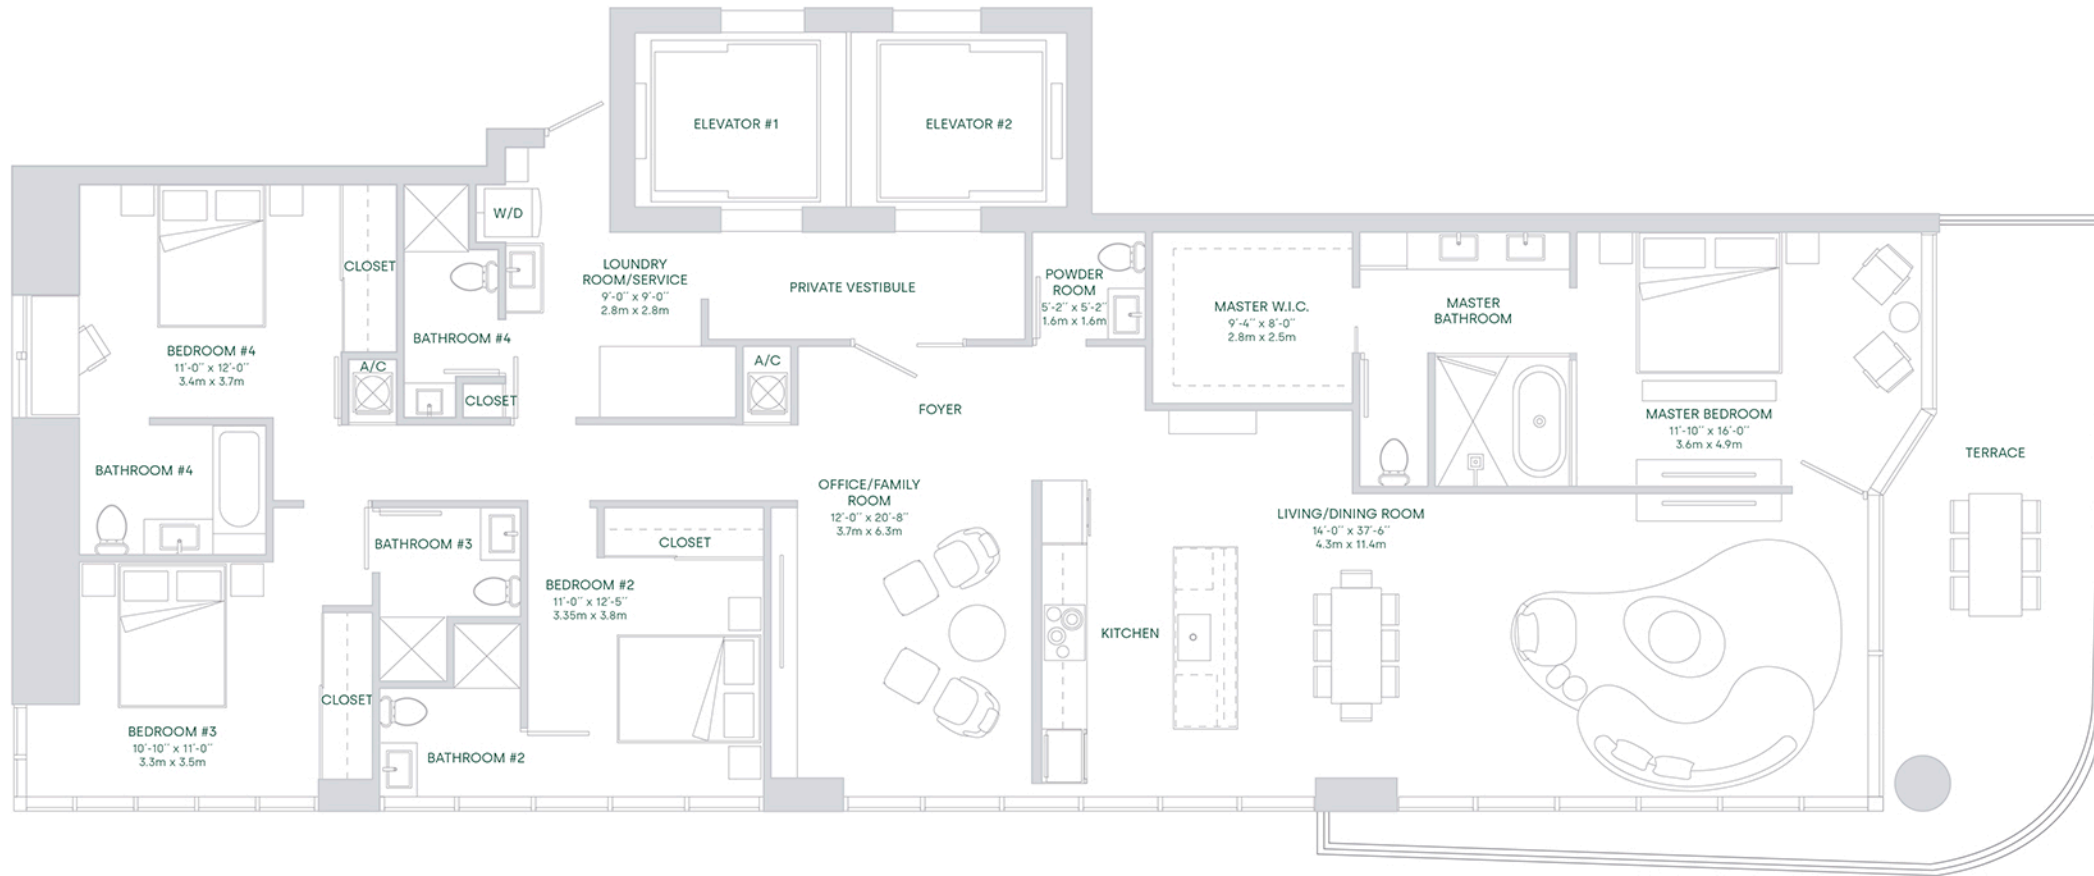 ELEVATOR #1
ELEVATOR #2
W/D
CLOSET
LOUNDRY
ROOM/SERVICE
9'-0'' x 9'-0''
2.8m x 2.8m
PRIVATE VESTIBULE
POWDER
ROOM
5'-2'' x 5'-2''
1.6m x 1.6m
MASTER W.I.C.
9'-4'' x 8'-0''
2.8m x 2.5m
MASTER
BATHROOM
BEDROOM #4
11'-0'' x 12'-0''
3.4m x 3.7m
BATHROOM #4
A/C
CLOSET
A/C
FOYER
MASTER BEDROOM
11'-10'' x 16'-0''
3.6m x 4.9m
TERRACE
BATHROOM #4
OFFICE/FAMILY
ROOM
12'-0'' x 20'-8''
3.7m x 6.3m
LIVING/DINING ROOM
14'-0'' x 37'-6''
4.3m x 11.4m
BATHROOM #3
CLOSET
BEDROOM #2
11'-0'' x 12'-5''
3.35m x 3.8m
KITCHEN
CLOSET
BEDROOM #3
10'-10'' x 11'-0''
3.3m x 3.5m
BATHROOM #2